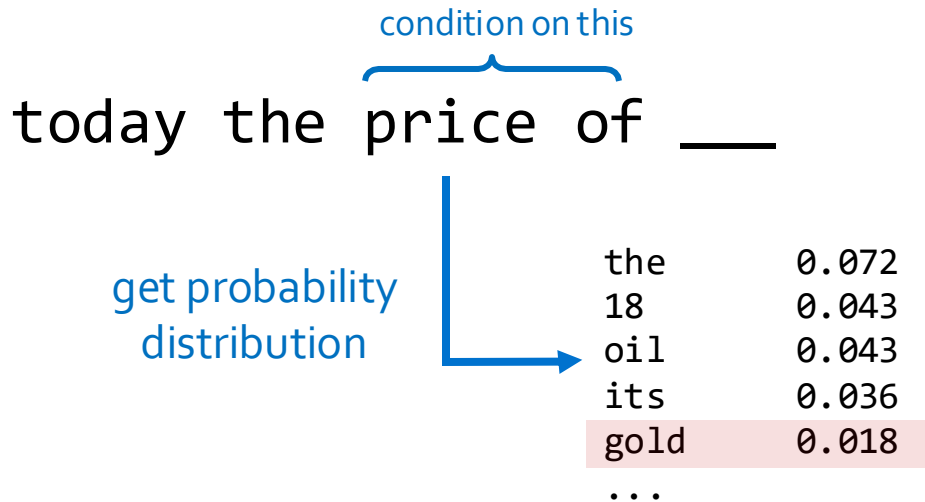 condition on this
today the price of ___
get probability
distribution
the 0.072
18 0.043
oil 0.043
its 0.036
gold 0.018
...